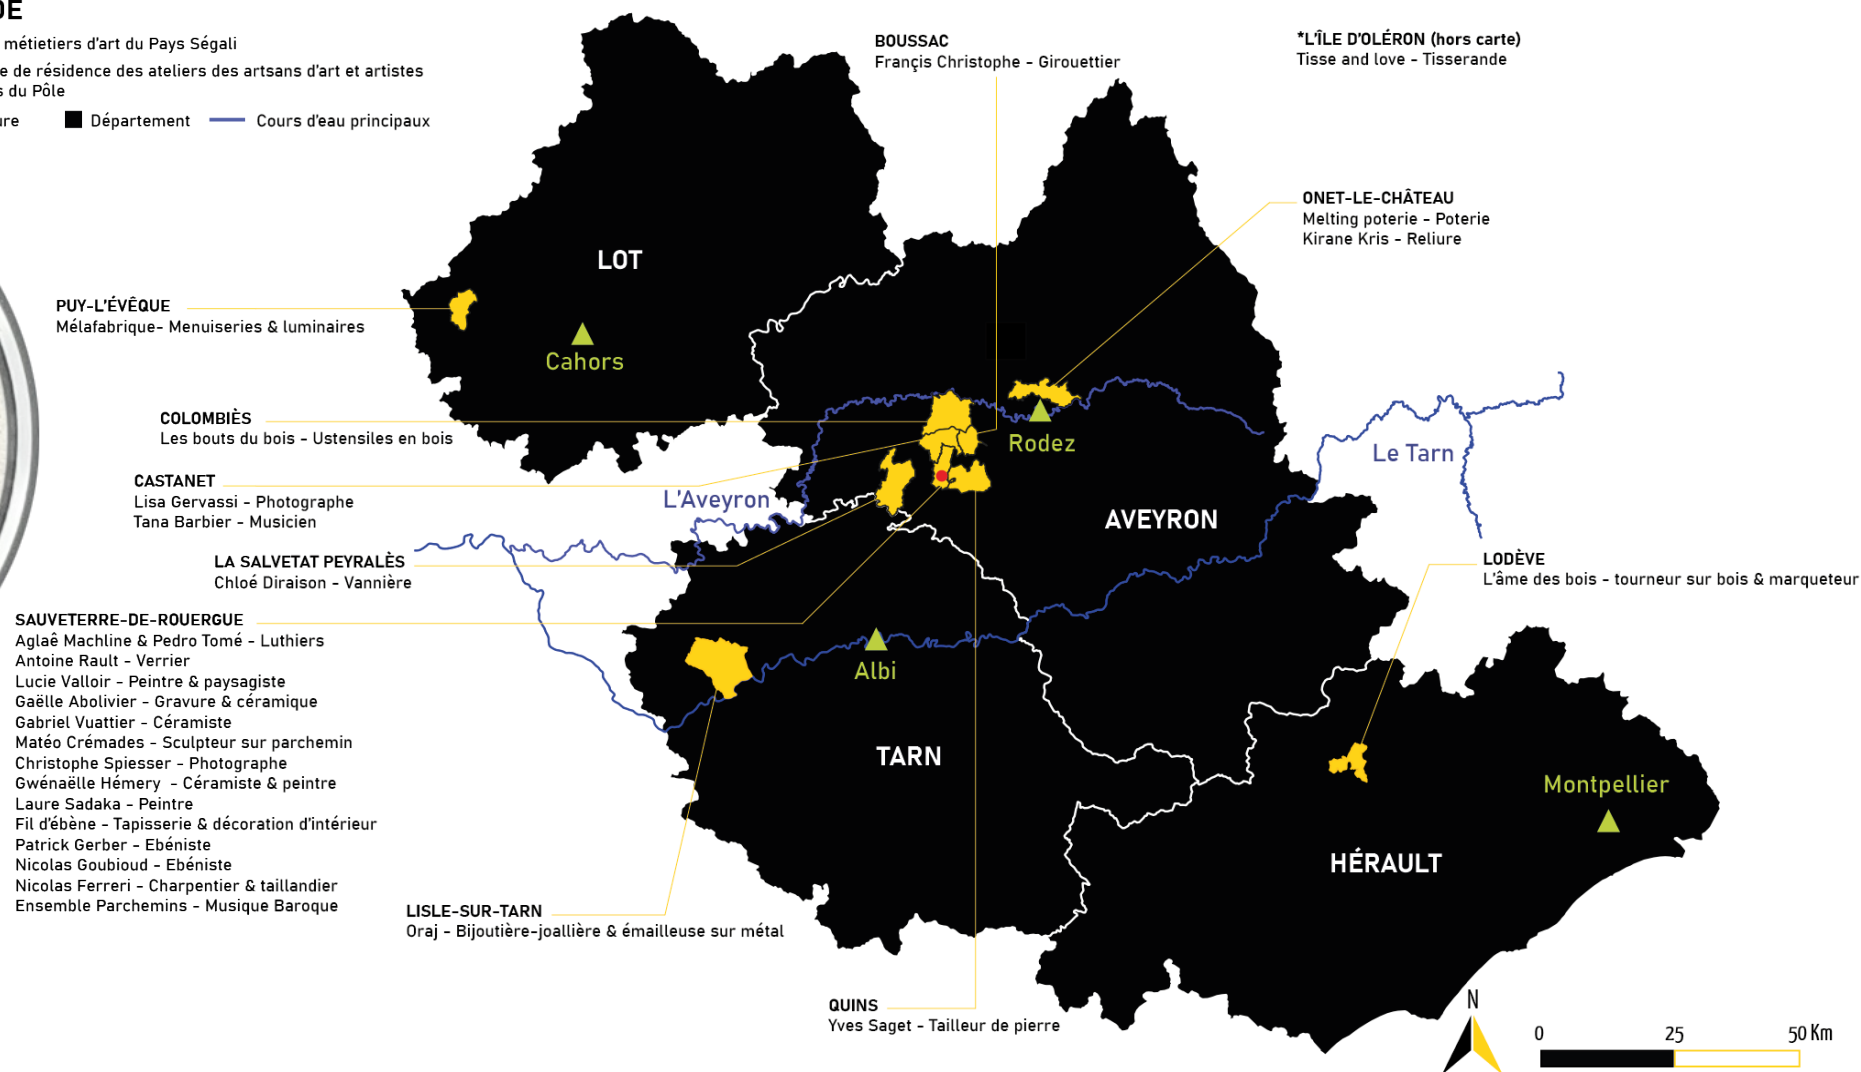 DE
métietiers d'art du Pays Ségali
e de résidence des ateliers des artsans d'art et artistes
s du Pôle
ure
Département
Cours d'eau principaux
BOUSSAC
Françis Christophe - Girouettier
*L'ÎLE D'OLÉRON (hors carte)
Tisse and love - Tisserande
ONET-LE-CHÂTEAU
Melting poterie - Poterie
Kirane Kris - Reliure
LOT
PUY-L'ÉVÊQUE
Mélafabrique- Menuiseries & luminaires
Cahors
COLOMBIÈS
Les bouts du bois - Ustensiles en bois
Rodez
Le Tarn
CASTANET
Lisa Gervassi - Photographe
Tana Barbier - Musicien
L'Aveyron
AVEYRON
LA SALVETAT PEYRALÈS
Chloé Diraison - Vannière
LODÈVE
L'âme des bois - tourneur sur bois & marqueteur
SAUVETERRE-DE-ROUERGUE
Aglaê Machline & Pedro Tomé - Luthiers
Antoine Rault - Verrier
Lucie Valloir - Peintre & paysagiste
Gaëlle Abolivier - Gravure & céramique
Gabriel Vuattier - Céramiste
Matéo Crémades - Sculpteur sur parchemin
Christophe Spiesser - Photographe
Gwénaëlle Hémery - Céramiste & peintre
Laure Sadaka - Peintre
Fil d'ébène - Tapisserie & décoration d'intérieur
Patrick Gerber - Ebéniste
Nicolas Goubioud - Ebéniste
Nicolas Ferreri - Charpentier & taillandier
Ensemble Parchemins - Musique Baroque
Albi
TARN
Montpellier
HÉRAULT
LISLE-SUR-TARN
Oraj - Bijoutière-joallière & émailleuse sur métal
QUINS
Yves Saget - Tailleur de pierre
N
0 25 50 Km